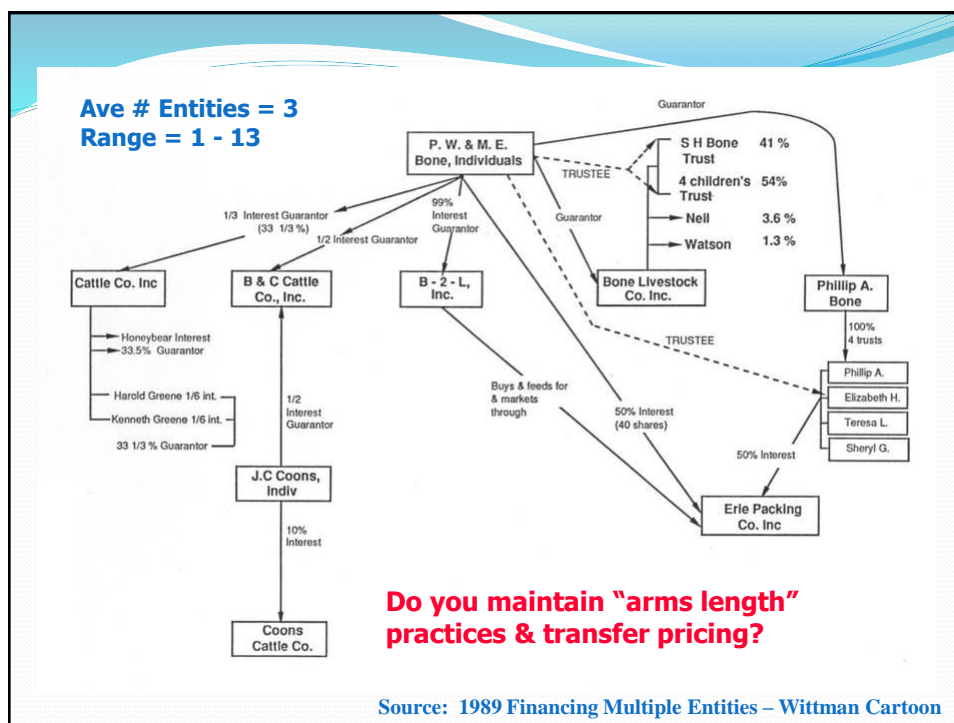 Ave # Entities = 3
Range = 1 - 13
Guarantor
P. W. & M. E.
Bone, Individuals
TRUSTEE
S H Bone
Trust
41 %
4 children's
Trust
54%
Neil
3.6 %
Watson
1.3 %
1/3 Interest Guarantor
(33 1/3 %)
1/2 Interest Guarantor
99%
Interest
Guarantor
Guarantor
Cattle Co. Inc
B & C Cattle
Co., Inc.
B - 2 - L,
Inc.
Bone Livestock
Co. Inc.
Phillip A.
Bone
100%
4 trusts
Honeybear Interest
33.5% Guarantor
Harold Greene 1/6 int.
Kenneth Greene 1/6 int.
33 1/3 % Guarantor
1/2
Interest
Guarantor
Buys & feeds for
& markets
through
50% Interest
(40 shares)
TRUSTEE
Phillip A.
Elizabeth H.
Teresa L.
Sheryl G.
50% Interest
J.C Coons,
Indiv
Erie Packing
Co. Inc
10%
Interest
Coons
Cattle Co.
Do you maintain “arms length”
practices & transfer pricing?
Source: 1989 Financing Multiple Entities – Wittman Cartoon